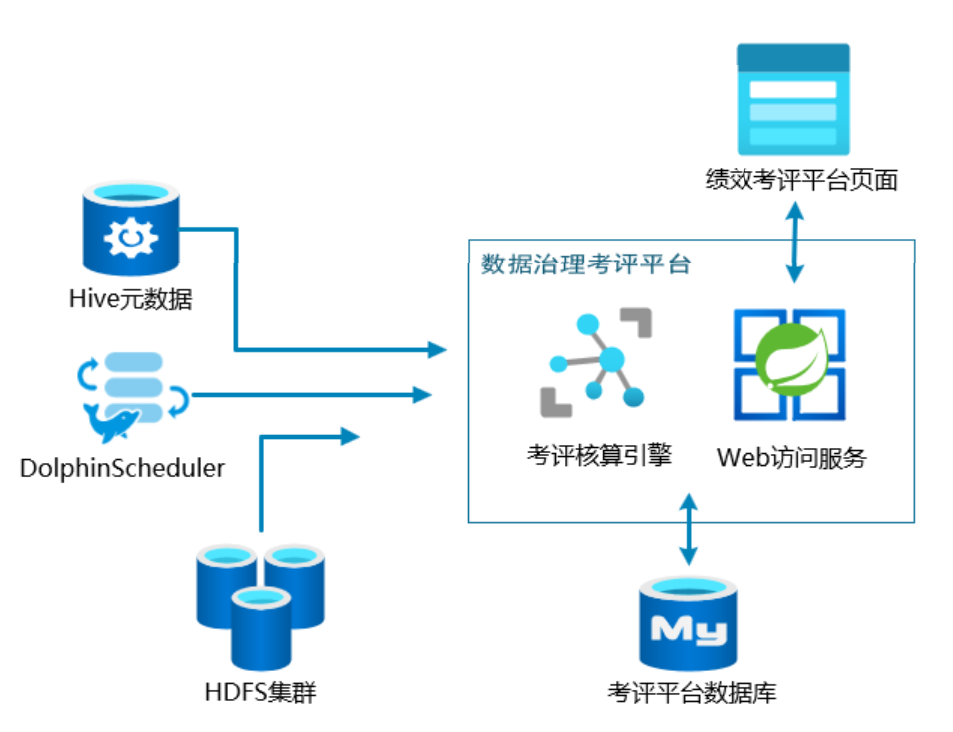 绩效考评平台页面
Hive元数据
数据治理考评平台
DolphinScheduler
考评核算引擎
Web访问服务
HDFS集群
My
考评平台数据库